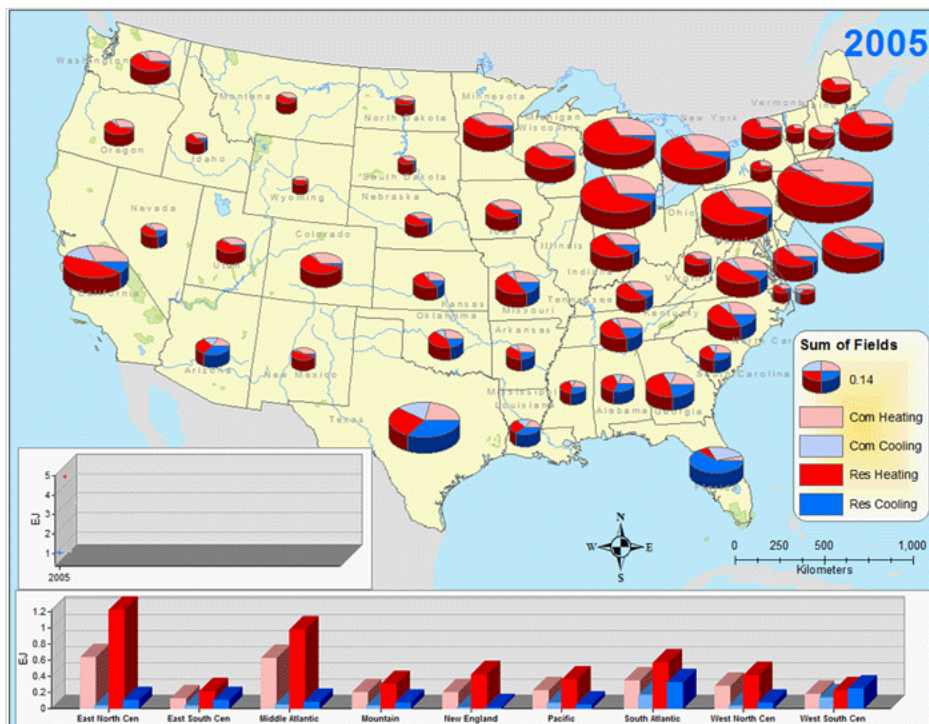 2005
Washington
Montana
North Dakota
Minnesota
Michigan
Wisconsin
Vermont
New York
Oregon
Idaho
South Dakota
Wyoming
Nebraska
Iowa
Nevada
Utah
Colorado
Illinois
Ohio
Indiana
Virginia
California
Kansas
Missouri
Kentucky
Tennessee
Oklahoma
Arkansas
North Car
Arizona
New Mexico
South Carolina
Mississippi
Alabama
Georgia
Texas
Louisiana
Sum of Fields
0.14
Com Heating
Com Cooling
Res Heating
Res Cooling
N
W E
S
0 250 500 1,000
Kilometers
5
4
3
2
1
EJ
2005
1.2
1
0.8
0.6
0.4
0.2
0
EJ
East North Cen East South Cen Middle Atlantic Mountain New England Pacific South Atlantic West North Cen West South Cen